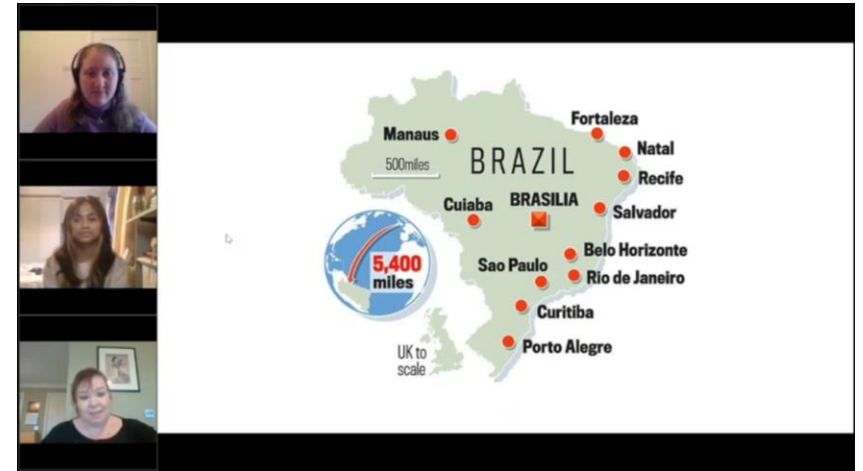 Fortaleza
Manaus
Natal
500miles
BRAZIL
Recife
Cuiaba
BRASILIA
Salvador
Belo Horizonte
5,400
miles
Sao Paulo
Rio de Janeiro
Curitiba
UK to
scale
Porto Alegre